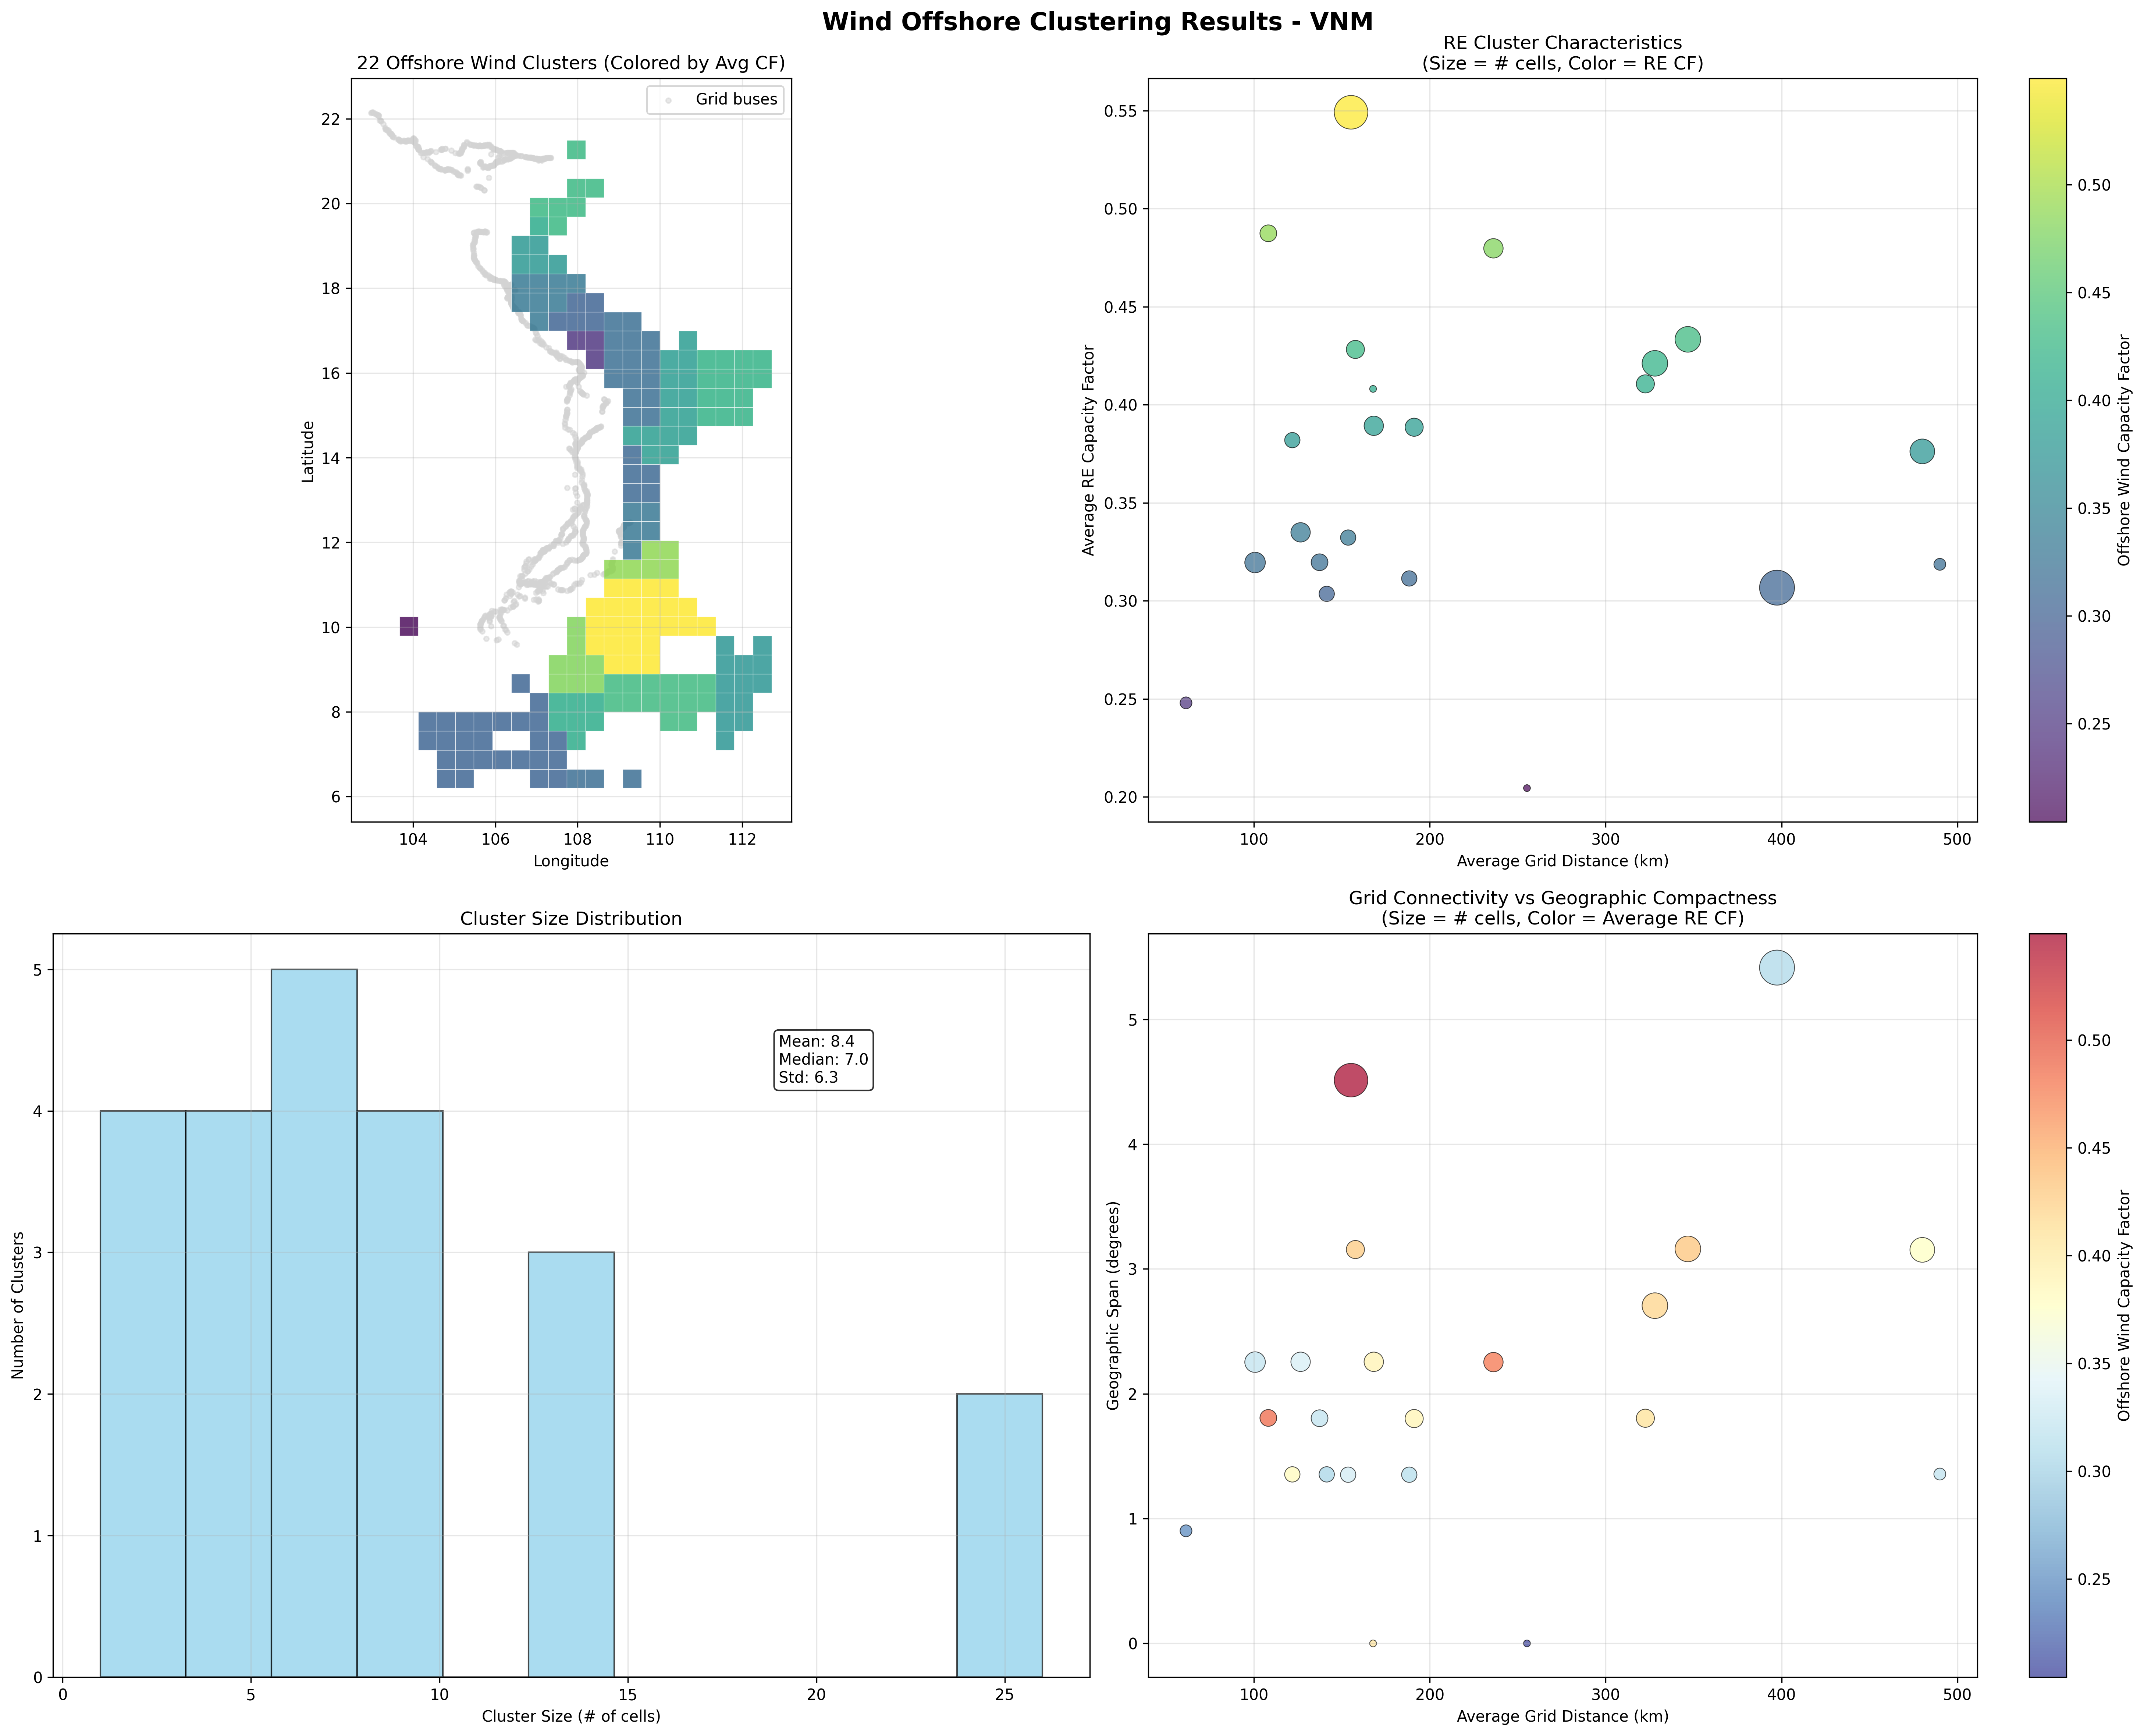 Wind Offshore Clustering Results - VNM
22 Offshore Wind Clusters (Colored by Avg CF)
Grid buses
22
20
18
16
14
12
10
8
6
Latitude
104
106
108
110
112
Longitude
RE Cluster Characteristics
(Size = # cells, Color = RE CF)
0.55
0.50
0.45
0.40
0.35
0.30
0.25
0.20
Average RE Capacity Factor
100
200
300
400
500
Average Grid Distance (km)
0.50
0.45
0.40
0.35
0.30
0.25
Offshore Wind Capacity Factor
Cluster Size Distribution
Mean: 8.4
Median: 7.0
Std: 6.3
5
4
3
2
1
0
Number of Clusters
0
5
10
15
20
25
Cluster Size (# of cells)
Grid Connectivity vs Geographic Compactness
(Size = # cells, Color = Average RE CF)
5
4
3
2
1
0
Geographic Span (degrees)
100
200
300
400
500
Average Grid Distance (km)
0.50
0.45
0.40
0.35
0.30
0.25
Offshore Wind Capacity Factor